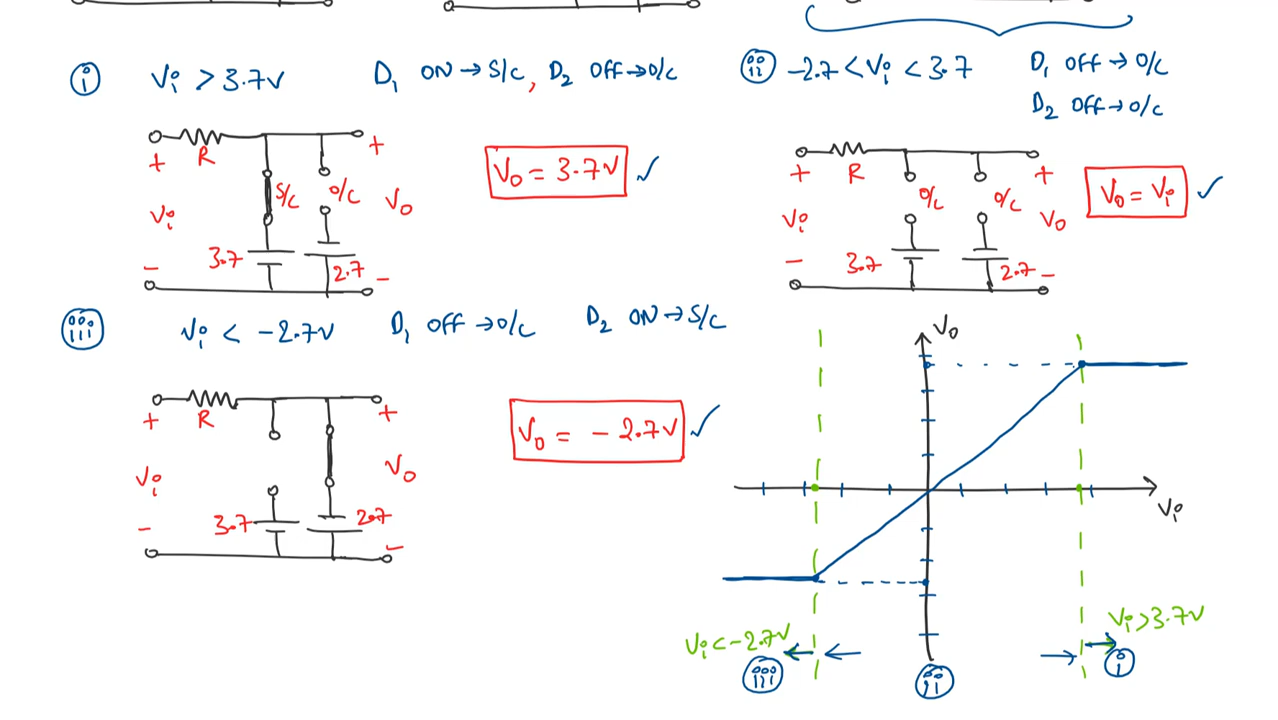 (i) Vi > 3.7V D1 ON → S/C, D2 Off → O/C
+ R + S/C O/C Vi Vo 3.7 2.7 - -
Vo = 3.7V ✓
(ii) -2.7 < Vi < 3.7 D1 Off → O/C
D2 Off → O/C
+ R + O/C O/C Vi Vo 3.7 2.7 - -
Vo = Vi ✓
(iii) Vi < -2.7V D1 Off → O/C D2 ON → S/C
+ R + Vi Vo 3.7 2.7 - -
Vo = - 2.7V ✓
Vo
Vi
Vi < -2.7V
Vi > 3.7V
(iii) (ii) (i)